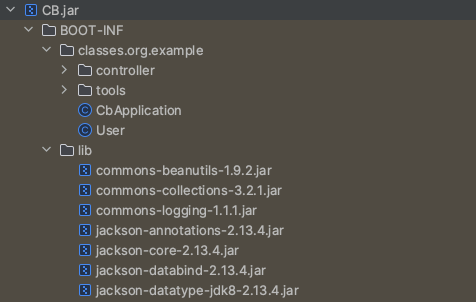 CB.jar
BOOT-INF
classes.org.example
controller
tools
CbApplication
User
lib
commons-beanutils-1.9.2.jar
commons-collections-3.2.1.jar
commons-logging-1.1.1.jar
jackson-annotations-2.13.4.jar
jackson-core-2.13.4.jar
jackson-databind-2.13.4.jar
jackson-datatype-jdk8-2.13.4.jar